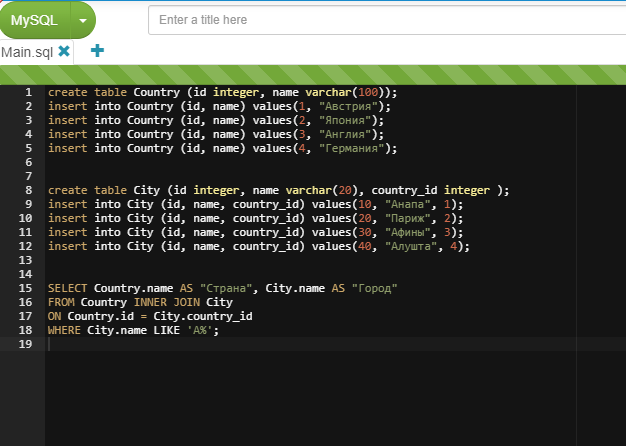 MySQL
Enter a title here
Main.sql
1 create table Country (id integer, name varchar(100));
2 insert into Country (id, name) values(1, "Австрия");
3 insert into Country (id, name) values(2, "Япония");
4 insert into Country (id, name) values(3, "Англия");
5 insert into Country (id, name) values(4, "Германия");
6
7
8 create table City (id integer, name varchar(20), country_id integer );
9 insert into City (id, name, country_id) values(10, "Анапа", 1);
10 insert into City (id, name, country_id) values(20, "Париж", 2);
11 insert into City (id, name, country_id) values(30, "Афины", 3);
12 insert into City (id, name, country_id) values(40, "Алушта", 4);
13
14
15 SELECT Country.name AS "Страна", City.name AS "Город"
16 FROM Country INNER JOIN City
17 ON Country.id = City.country_id
18 WHERE City.name LIKE 'А%';
19